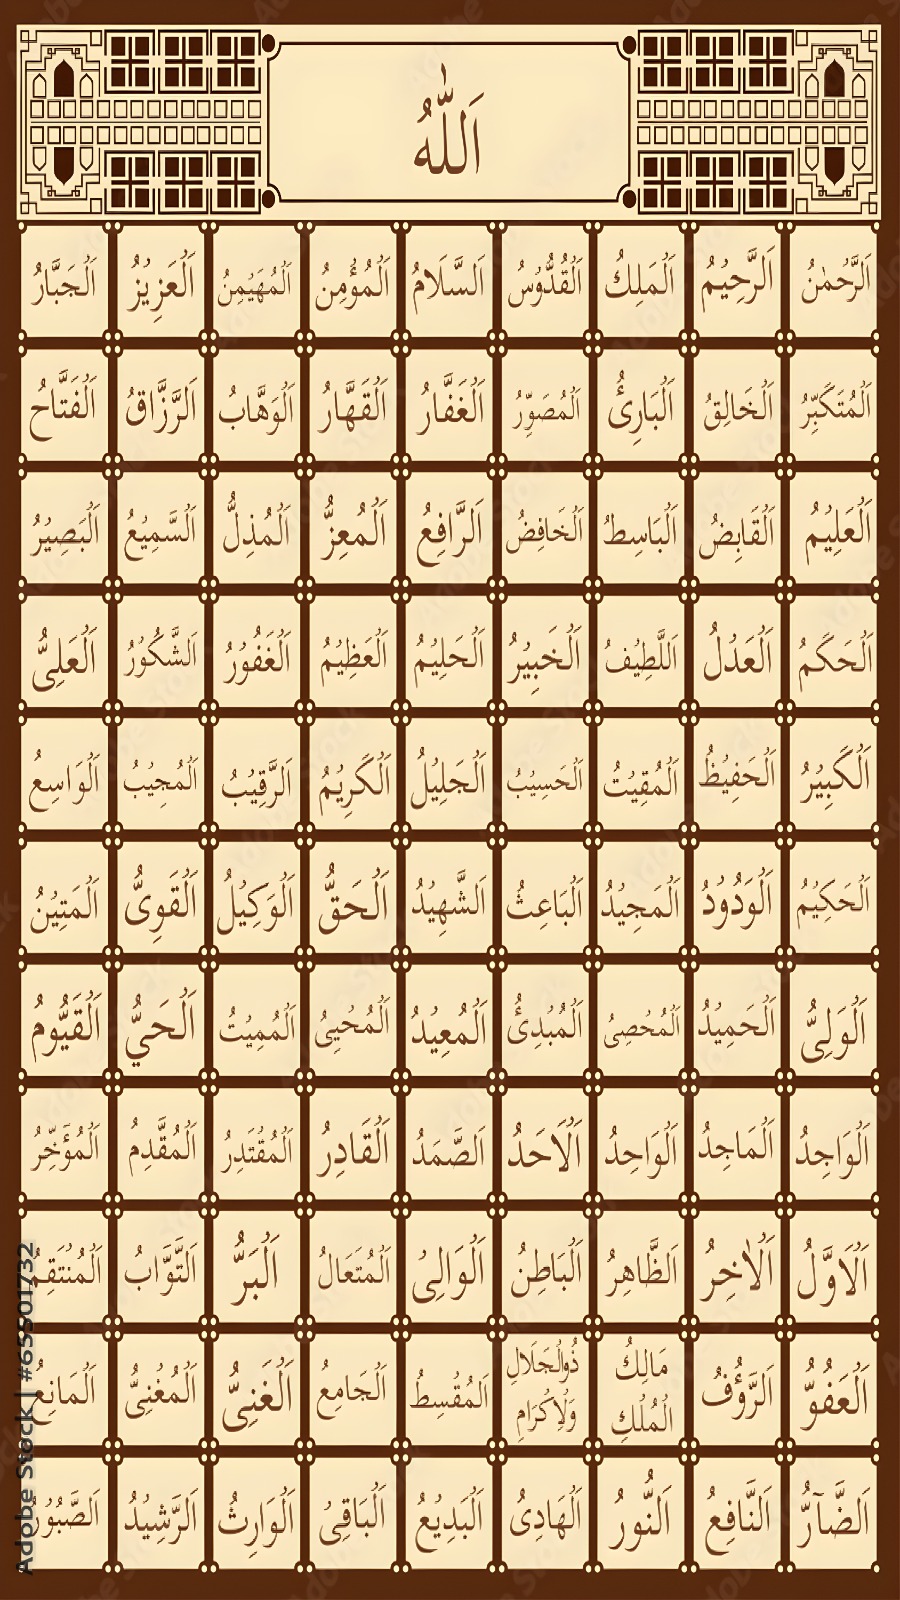 اَللّٰهُ
اَلرَّحْمٰنُ اَلرَّحِيْمُ اَلْمَلِكُ اَلْقُدُّوْسُ اَلسَّلَامُ اَلْمُؤْمِنُ اَلْمُهَيْمِنُ اَلْعَزِيْزُ اَلْجَبَّارُ
اَلْمُتَكَبِّرُ اَلْخَالِقُ اَلْبَارِئُ اَلْمُصَوِّرُ اَلْغَفَّارُ اَلْقَهَّارُ اَلْوَهَّابُ اَلرَّزَّاقُ اَلْفَتَّاحُ
اَلْعَلِيْمُ اَلْقَابِضُ اَلْبَاسِطُ اَلْخَافِضُ اَلرَّافِعُ اَلْمُعِزُّ اَلْمُذِلُّ اَلسَّمِيْعُ اَلْبَصِيْرُ
اَلْحَكَمُ اَلْعَدْلُ اَللَّطِيْفُ اَلْخَبِيْرُ اَلْحَلِيْمُ اَلْعَظِيْمُ اَلْغَفُوْرُ اَلشَّكُوْرُ اَلْعَلِىُّ
اَلْكَبِيْرُ اَلْحَفِيْظُ اَلْمُقِيْتُ اَلْحَسِيْبُ اَلْجَلِيْلُ اَلْكَرِيْمُ اَلرَّقِيْبُ اَلْمُجِيْبُ اَلْوَاسِعُ
اَلْحَكِيْمُ اَلْوَدُوْدُ اَلْمَجِيْدُ اَلْبَاعِثُ اَلشَّهِيْدُ اَلْحَقُّ اَلْوَكِيْلُ اَلْقَوِىُّ اَلْمَتِيْنُ
اَلْوَلِىُّ اَلْحَمِيْدُ اَلْمُحْصِىُ اَلْمُبْدِئُ اَلْمُعِيْدُ اَلْمُحْيِىُ اَلْمُمِيْتُ اَلْحَيُّ اَلْقَيُّوْمُ
اَلْوَاجِدُ اَلْمَاجِدُ اَلْوَاحِدُ اَلْاَحَدُ اَلصَّمَدُ اَلْقَادِرُ اَلْمُقْتَدِرُ اَلْمُقَدِّمُ اَلْمُؤَخِّرُ
اَلْاَوَّلُ اَلْاٰخِرُ اَلظَّاهِرُ اَلْبَاطِنُ اَلْوَالِىُ اَلْمُتَعَالُ اَلْبَرُّ اَلتَّوَّابُ اَلْمُنْتَقِمُ
اَلْعَفُوُّ اَلرَّؤُفُ مَالِكُ الْمُلْكِ ذُوالْجَلَالِ وَلْاِكْرَامِ اَلْمُقْسِطُ اَلْجَامِعُ اَلْغَنِىُّ اَلْمُغْنِىُّ اَلْمَانِعُ
اَلضَّآرُّ اَلنَّافِعُ اَلنُّورُ اَلْهَادِىُ اَلْبَدِيْعُ اَلْبَاقِىُ اَلْوَارِثُ اَلرَّشِيْدُ اَلصَّبُوْرُ
Adobe Stock | #65501732